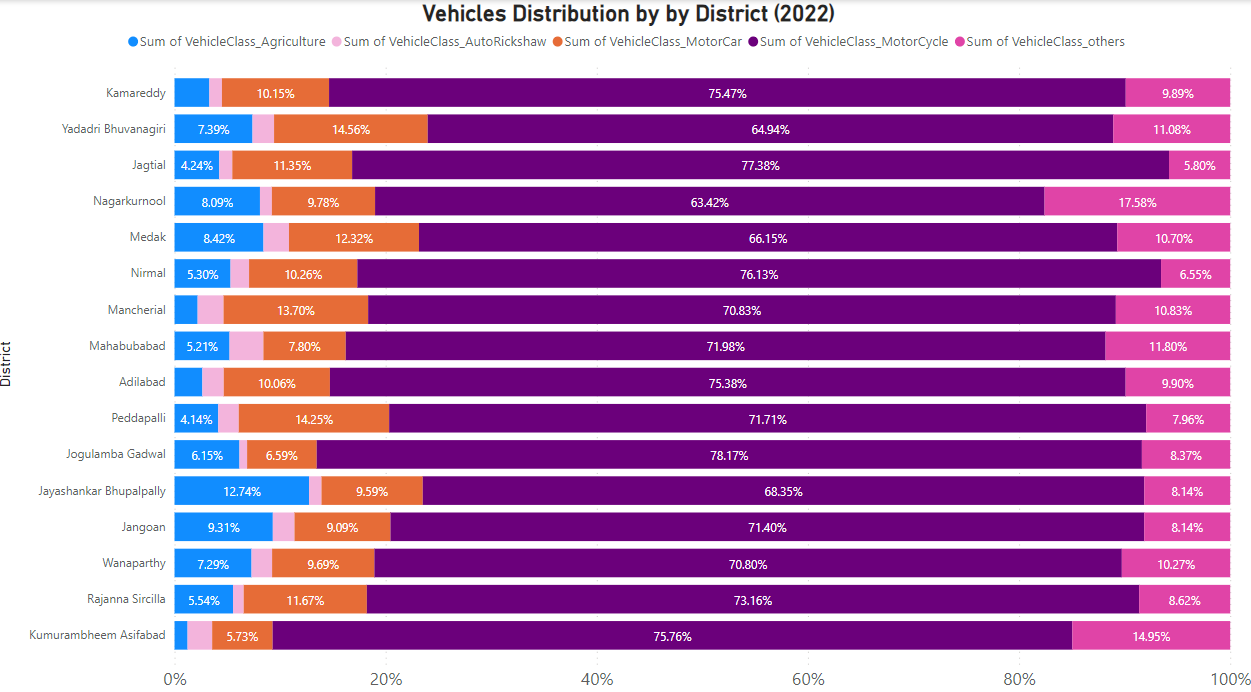 Vehicles Distribution by by District (2022)
Sum of VehicleClass_Agriculture Sum of VehicleClass_AutoRickshaw Sum of VehicleClass_MotorCar Sum of VehicleClass_MotorCycle Sum of VehicleClass_others
District
Kamareddy 10.15% 75.47% 9.89%
Yadadri Bhuvanagiri 7.39% 14.56% 64.94% 11.08%
Jagtial 4.24% 11.35% 77.38% 5.80%
Nagarkurnool 8.09% 9.78% 63.42% 17.58%
Medak 8.42% 12.32% 66.15% 10.70%
Nirmal 5.30% 10.26% 76.13% 6.55%
Mancherial 13.70% 70.83% 10.83%
Mahabubabad 5.21% 7.80% 71.98% 11.80%
Adilabad 10.06% 75.38% 9.90%
Peddapalli 4.14% 14.25% 71.71% 7.96%
Jogulamba Gadwal 6.15% 6.59% 78.17% 8.37%
Jayashankar Bhupalpally 12.74% 9.59% 68.35% 8.14%
Jangoan 9.31% 9.09% 71.40% 8.14%
Wanaparthy 7.29% 9.69% 70.80% 10.27%
Rajanna Sircilla 5.54% 11.67% 73.16% 8.62%
Kumurambheem Asifabad 5.73% 75.76% 14.95%
0% 20% 40% 60% 80% 100%